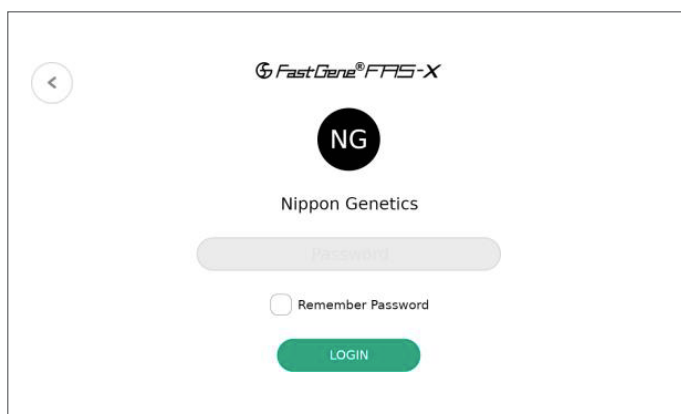 FastGene® FAS-X
NG
Nippon Genetics
Password
Remember Password
LOGIN